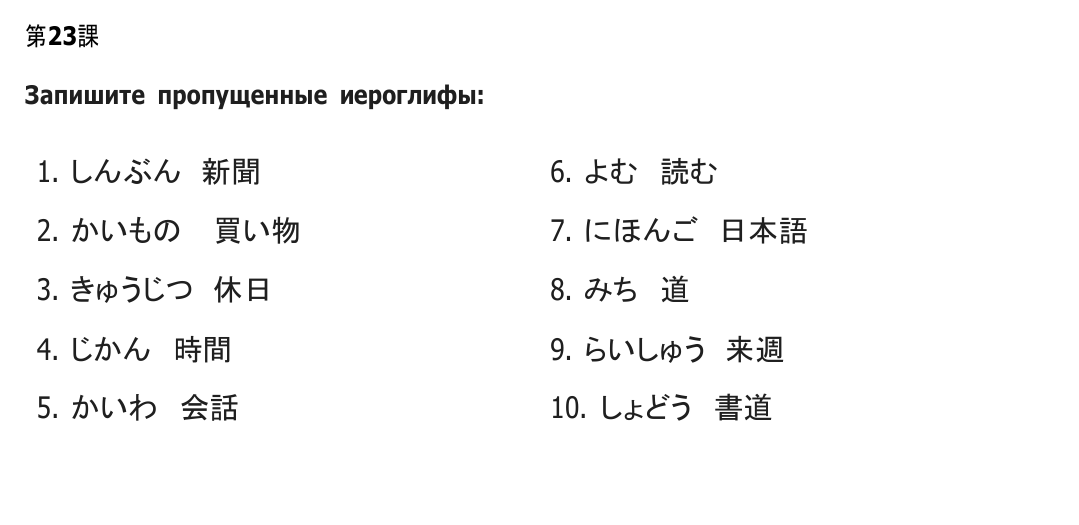 第23課
Запишите пропущенные иероглифы:
1. しんぶん 新聞
2. かいもの 買い物
3. きゅうじつ 休日
4. じかん 時間
5. かいわ 会話
6. よむ 読む
7. にほんご 日本語
8. みち 道
9. らいしゅう 来週
10. しょどう 書道